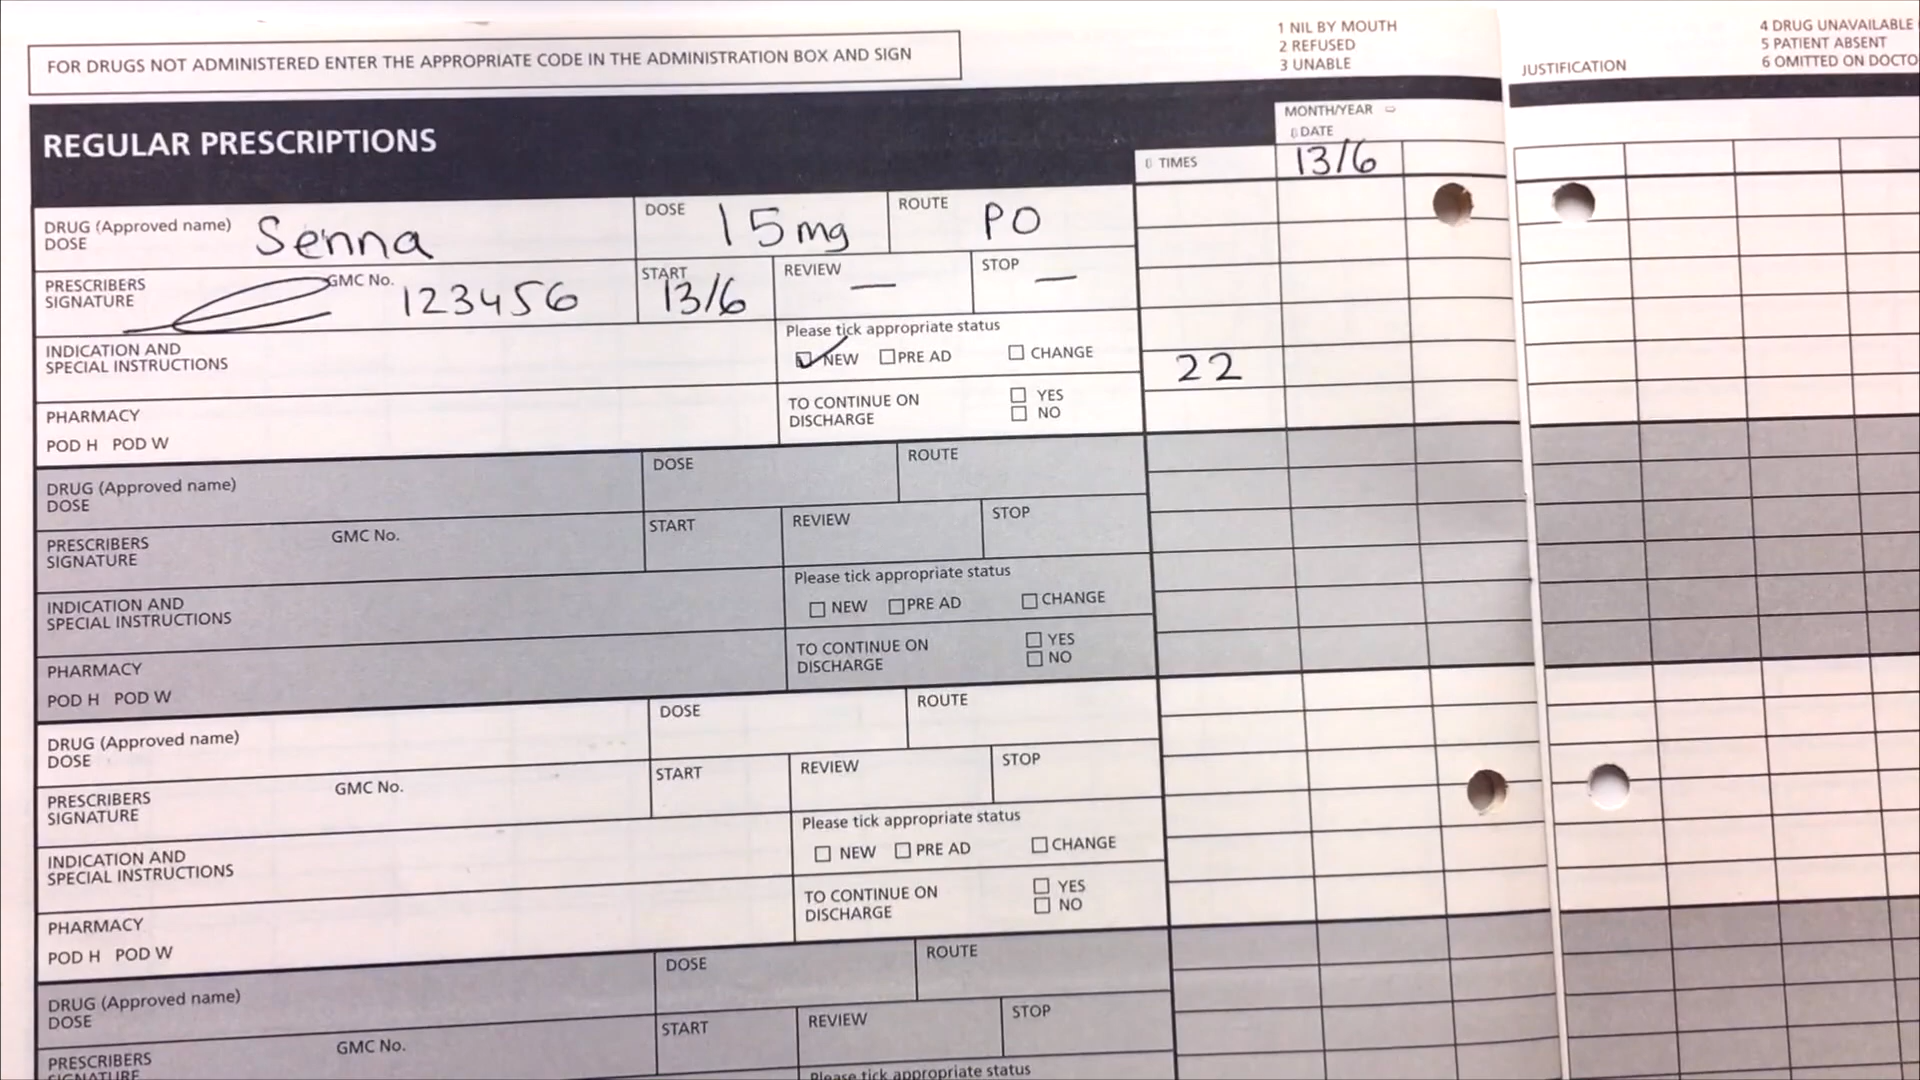 FOR DRUGS NOT ADMINISTERED ENTER THE APPROPRIATE CODE IN THE ADMINISTRATION BOX AND SIGN
1 NIL BY MOUTH
2 REFUSED
3 UNABLE
JUSTIFICATION
4 DRUG UNAVAILABLE
5 PATIENT ABSENT
6 OMITTED ON DOCTO
REGULAR PRESCRIPTIONS
MONTH/YEAR
DATE
TIMES
13/6
DRUG (Approved name) Senna
DOSE
DOSE 15mg
ROUTE PO
PRESCRIBERS
SIGNATURE
GMC No. 123456
START 13/6
REVIEW —
STOP —
INDICATION AND
SPECIAL INSTRUCTIONS
Please tick appropriate status
NEW PRE AD CHANGE
22
PHARMACY
POD H POD W
TO CONTINUE ON
DISCHARGE
YES
NO
DRUG (Approved name)
DOSE
DOSE
ROUTE
PRESCRIBERS
SIGNATURE
GMC No.
START
REVIEW
STOP
INDICATION AND
SPECIAL INSTRUCTIONS
Please tick appropriate status
NEW PRE AD CHANGE
PHARMACY
POD H POD W
TO CONTINUE ON
DISCHARGE
YES
NO
DRUG (Approved name)
DOSE
DOSE
ROUTE
PRESCRIBERS
SIGNATURE
GMC No.
START
REVIEW
STOP
INDICATION AND
SPECIAL INSTRUCTIONS
Please tick appropriate status
NEW PRE AD CHANGE
PHARMACY
POD H POD W
TO CONTINUE ON
DISCHARGE
YES
NO
DRUG (Approved name)
DOSE
DOSE
ROUTE
PRESCRIBERS
SIGNATURE
GMC No.
START
REVIEW
STOP
Please tick appropriate status